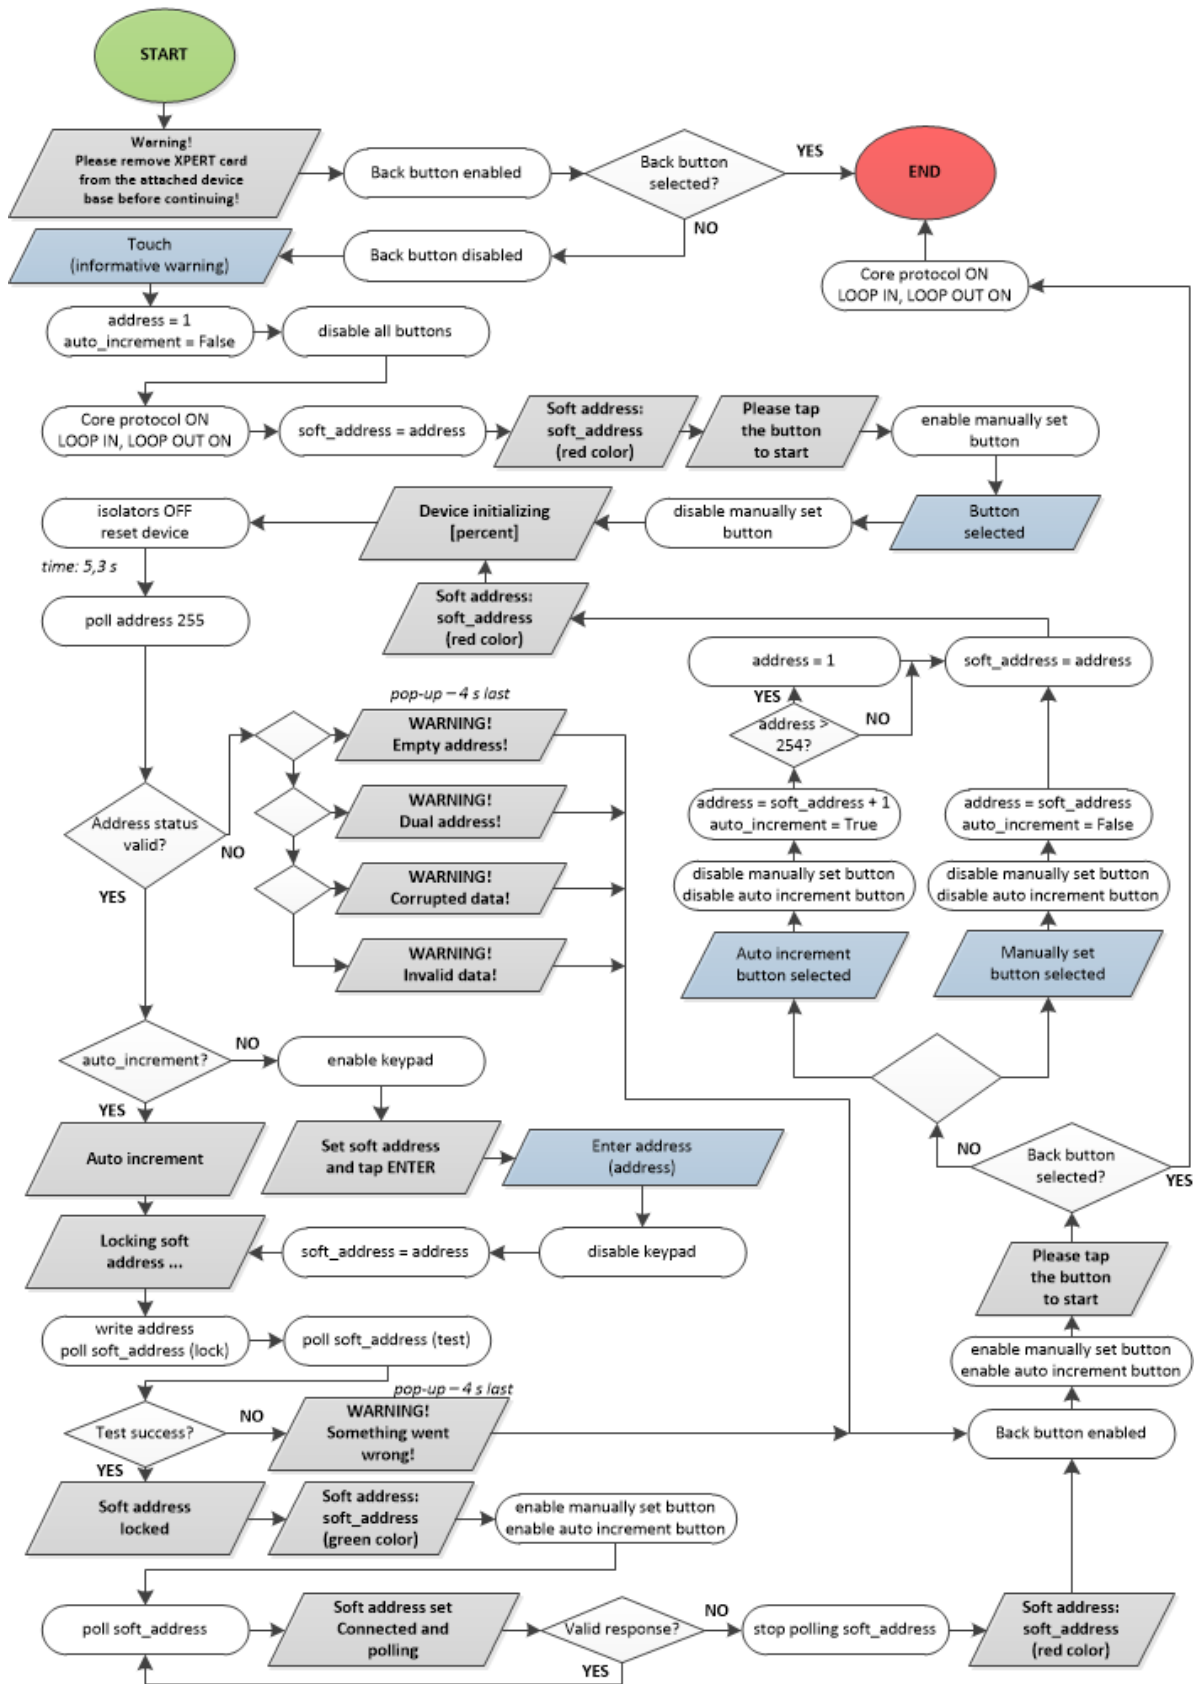 START
Warning!
Please remove XPERT card
from the attached device
base before continuing!
Back button enabled
Back button
selected?
YES
END
NO
Touch
(informative warning)
Back button disabled
Core protocol ON
LOOP IN, LOOP OUT ON
address = 1
auto_increment = False
disable all buttons
Core protocol ON
LOOP IN, LOOP OUT ON
soft_address = address
Soft address:
soft_address
(red color)
Please tap
the button
to start
enable manually set
button
isolators OFF
reset device
Device initializing
[percent]
disable manually set
button
Button
selected
time: 5,3 s
poll address 255
Soft address:
soft_address
(red color)
address = 1
soft_address = address
pop-up – 4 s last
YES
NO
WARNING!
Empty address!
address >
254?
Address status
valid?
NO
YES
WARNING!
Dual address!
address = soft_address + 1
auto_increment = True
address = soft_address
auto_increment = False
WARNING!
Corrupted data!
disable manually set button
disable auto increment button
disable manually set button
disable auto increment button
WARNING!
Invalid data!
Auto increment
button selected
Manually set
button selected
auto_increment?
NO
enable keypad
YES
Auto increment
Set soft address
and tap ENTER
Enter address
(address)
NO
Back button
selected?
YES
Locking soft
address ...
soft_address = address
disable keypad
Please tap
the button
to start
write address
poll soft_address (lock)
poll soft_address (test)
enable manually set button
enable auto increment button
pop-up – 4 s last
Test success?
NO
WARNING!
Something went
wrong!
Back button enabled
YES
Soft address
locked
Soft address:
soft_address
(green color)
enable manually set button
enable auto increment button
poll soft_address
Soft address set
Connected and
polling
Valid response?
NO
stop polling soft_address
Soft address:
soft_address
(red color)
YES